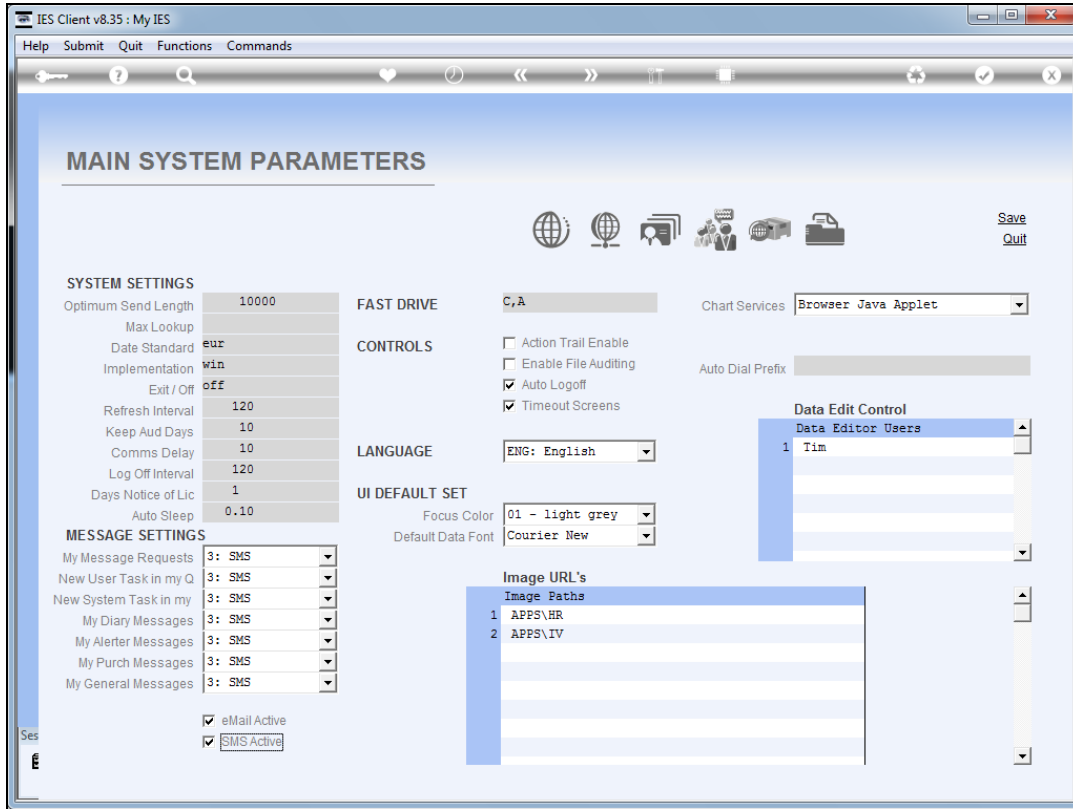 IES Client v8.35 : My IES
Help Submit Quit Functions Commands
MAIN SYSTEM PARAMETERS
Save
Quit
SYSTEM SETTINGS
Optimum Send Length 10000
Max Lookup
Date Standard eur
Implementation win
Exit / Off off
Refresh Interval 120
Keep Aud Days 10
Comms Delay 10
Log Off Interval 120
Days Notice of Lic 1
Auto Sleep 0.10
MESSAGE SETTINGS
My Message Requests 3: SMS
New User Task in my Q 3: SMS
New System Task in my 3: SMS
My Diary Messages 3: SMS
My Alerter Messages 3: SMS
My Purch Messages 3: SMS
My General Messages 3: SMS
eMail Active
SMS Active
FAST DRIVE C,A
CONTROLS
Action Trail Enable
Enable File Auditing
Auto Logoff
Timeout Screens
LANGUAGE ENG: English
UI DEFAULT SET
Focus Color 01 - light grey
Default Data Font Courier New
Chart Services Browser Java Applet
Auto Dial Prefix
Data Edit Control
Data Editor Users
1 Tim
Image URL's
Image Paths
1 APPS\HR
2 APPS\IV
Ses